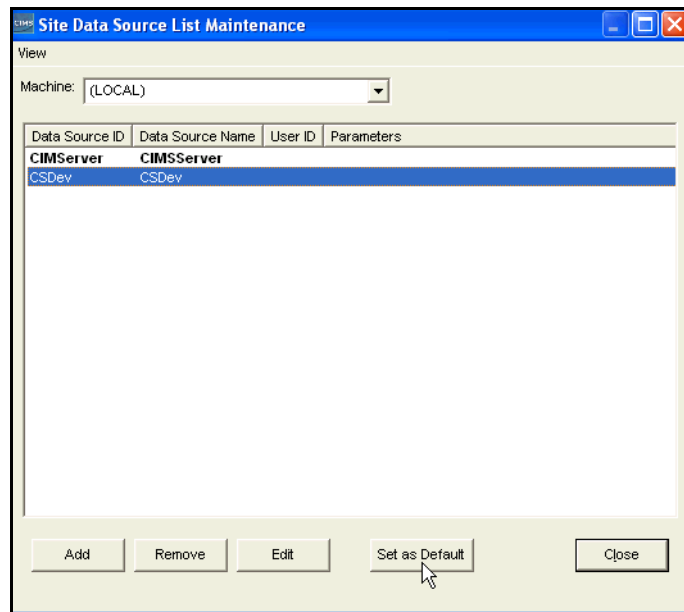 CIMS Site Data Source List Maintenance
View
Machine: (LOCAL)
Data Source ID Data Source Name User ID Parameters
CIMServer CIMSServer
CSDev CSDev
Add Remove Edit Set as Default Close